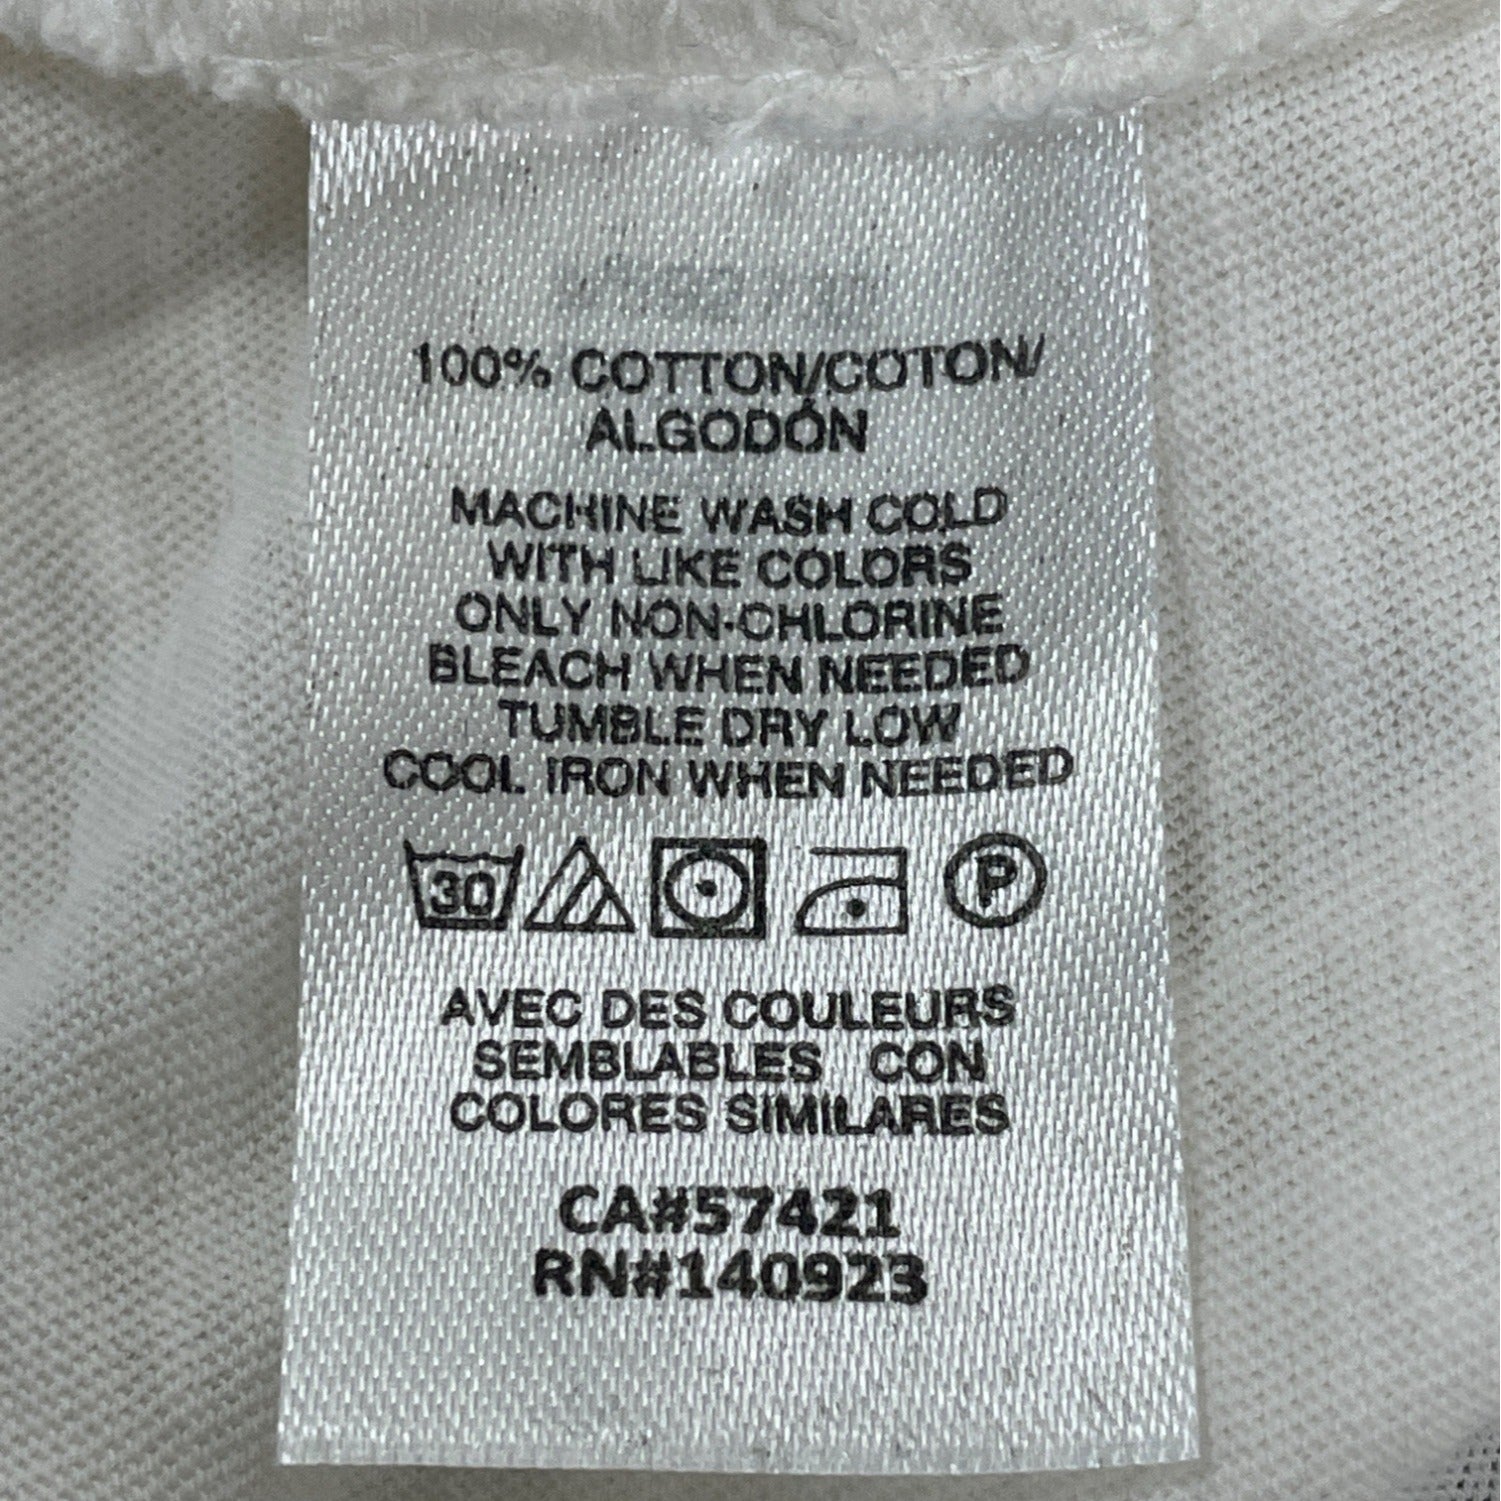 100% COTTON/COTON/
ALGODÓN
MACHINE WASH COLD
WITH LIKE COLORS
ONLY NON-CHLORINE
BLEACH WHEN NEEDED
TUMBLE DRY LOW
COOL IRON WHEN NEEDED
30 P
AVEC DES COULEURS
SEMBLABLES CON
COLORES SIMILARES
CA#57421
RN#140923